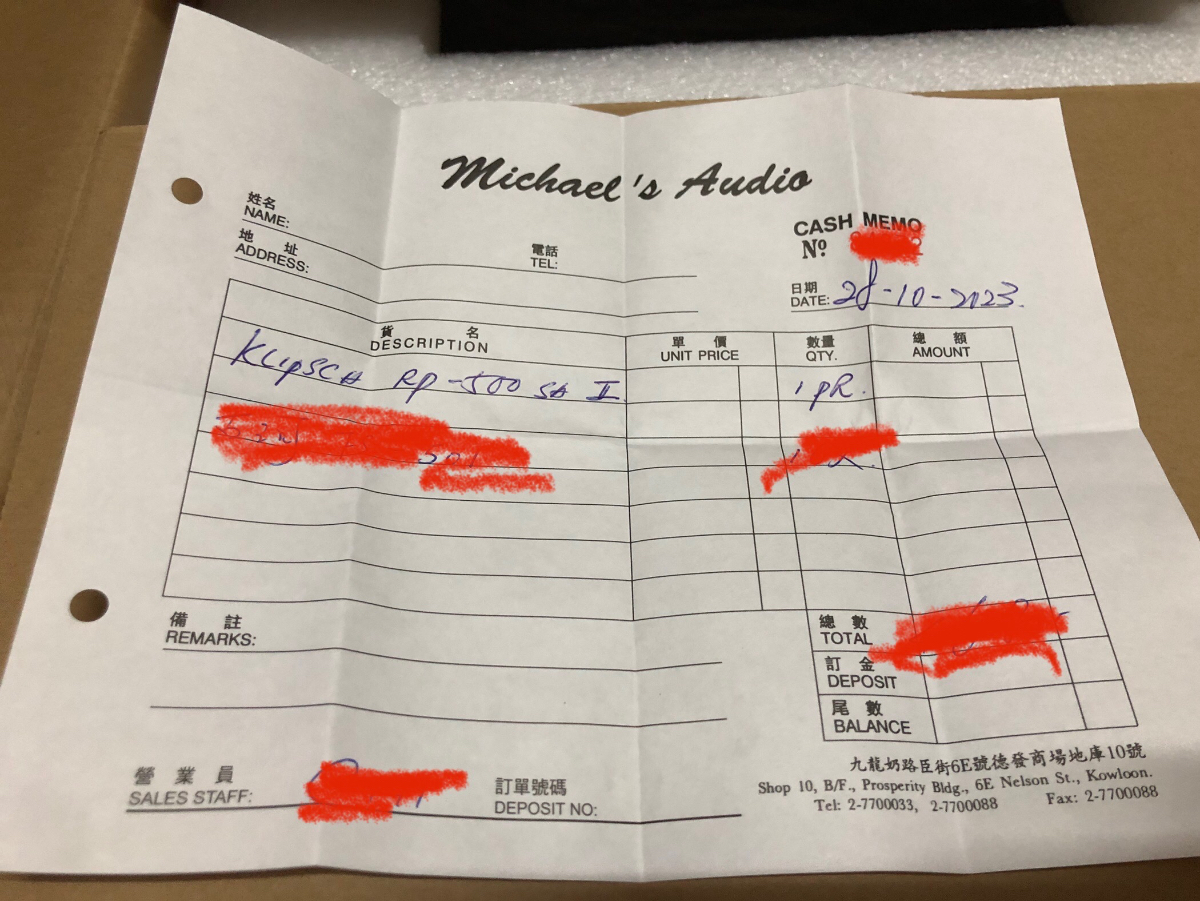 Michael's Audio
姓名
NAME:
地 址
ADDRESS:
電話
TEL:
CASH MEMO
Nº
日期
DATE: 28-10-2023.
貨 名
DESCRIPTION
單 價
UNIT PRICE
數量
QTY.
總 額
AMOUNT
KLIPSCH RP-500 SA II
1 PR.
備 註
REMARKS:
總 數
TOTAL
訂 金
DEPOSIT
尾 數
BALANCE
營 業 員
SALES STAFF:
訂單號碼
DEPOSIT NO:
九龍奶路臣街6E號德發商場地庫10號
Shop 10, B/F., Prosperity Bldg., 6E Nelson St., Kowloon.
Tel: 2-7700033, 2-7700088 Fax: 2-7700088